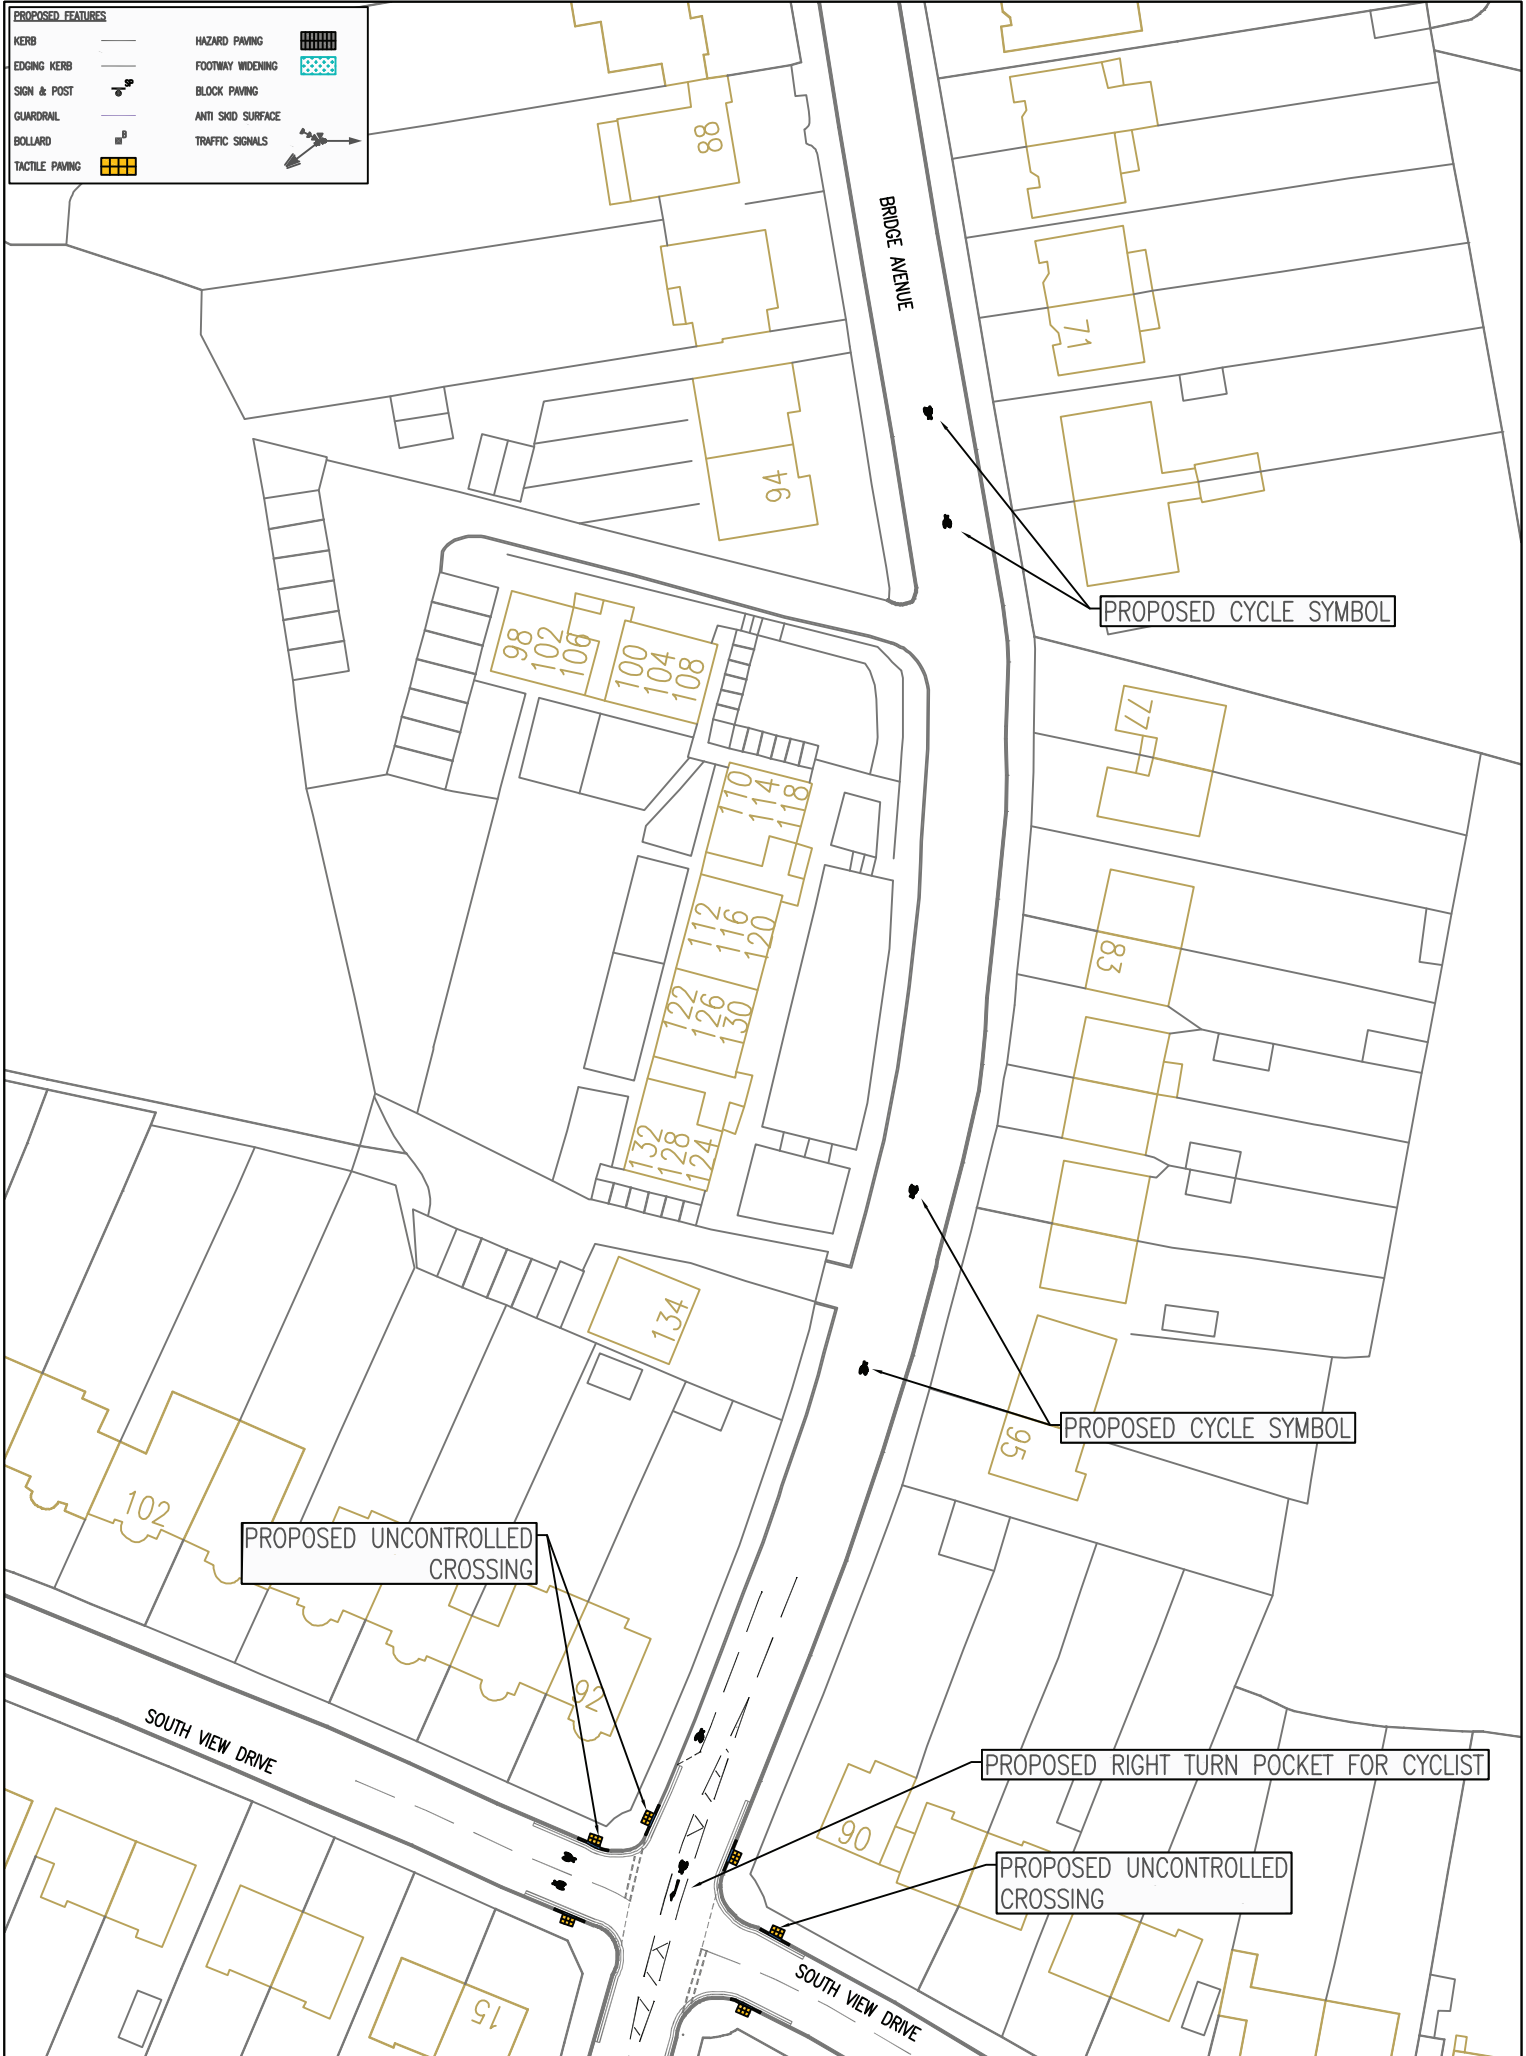 PROPOSED FEATURES
KERB
EDGING KERB
SIGN & POST
SP
GUARDRAIL
BOLLARD
B
TACTILE PAVING
HAZARD PAVING
FOOTWAY WIDENING
BLOCK PAVING
ANTI SKID SURFACE
TRAFFIC SIGNALS
88
BRIDGE AVENUE
71
94
PROPOSED CYCLE SYMBOL
98
102
106
100
104
108
77
110
114
118
83
112
116
120
122
126
130
132
128
124
134
PROPOSED CYCLE SYMBOL
95
102
PROPOSED UNCONTROLLED
CROSSING
92
SOUTH VIEW DRIVE
PROPOSED RIGHT TURN POCKET FOR CYCLIST
90
PROPOSED UNCONTROLLED
CROSSING
SOUTH VIEW DRIVE
15